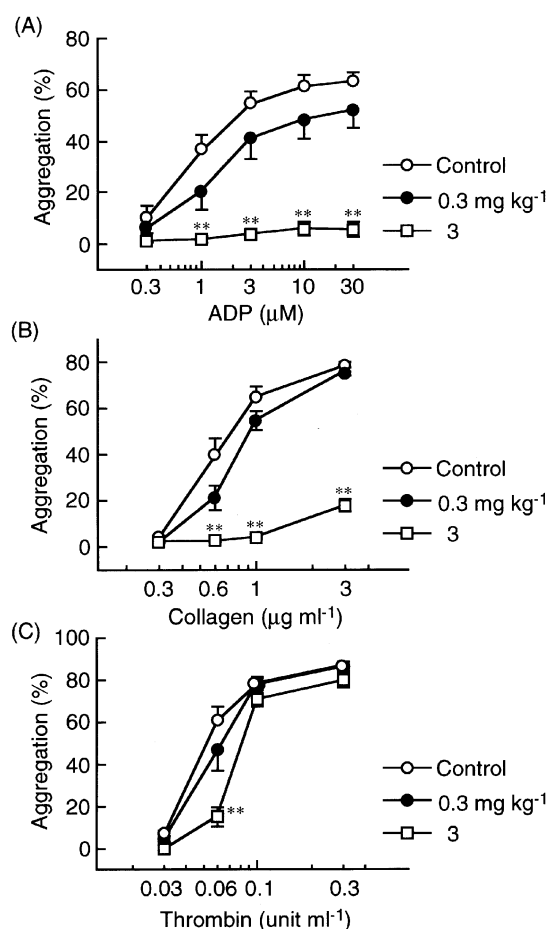 (A)
80
60
40
20
0
Aggregation (%)
** ** ** **
0.3 1 3 10 30
ADP (μM)
Control
0.3 mg kg-1
3
(B)
80
60
40
20
0
Aggregation (%)
** ** **
0.3 0.6 1 3
Collagen (μg ml-1)
Control
0.3 mg kg-1
3
(C)
100
80
60
40
20
0
Aggregation (%)
**
0.03 0.06 0.1 0.3
Thrombin (unit ml-1)
Control
0.3 mg kg-1
3